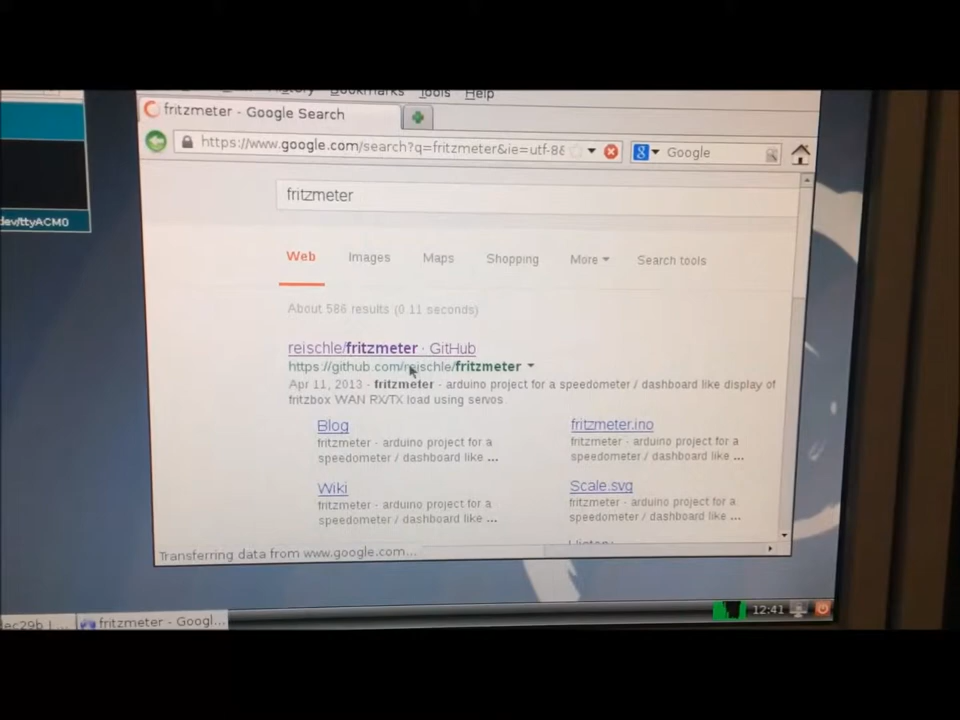 Bookmarks Tools Help
fritzmeter - Google Search
https://www.google.com/search?q=fritzmeter&ie=utf-8&
Google
dev/ttyACM0
fritzmeter
Web Images Maps Shopping More Search tools
About 586 results (0.11 seconds)
reischle/fritzmeter · GitHub
https://github.com/reischle/fritzmeter
Apr 11, 2013 - fritzmeter - arduino project for a speedometer / dashboard like display of
fritzbox WAN RX/TX load using servos
Blog
fritzmeter - arduino project for a
speedometer / dashboard like ...
fritzmeter.ino
fritzmeter - arduino project for a
speedometer / dashboard like ...
Wiki
fritzmeter - arduino project for a
speedometer / dashboard like ...
Scale.svg
fritzmeter - arduino project for a
speedometer / dashboard like ...
Transferring data from www.google.com...
ec29b |... fritzmeter - Googl...
12:41